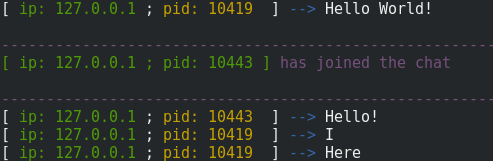 [ ip: 127.0.0.1 ; pid: 10419  ] --> Hello World!
-------------------------------------------------------
[ ip: 127.0.0.1 ; pid: 10443 ] has joined the chat
-------------------------------------------------------
[ ip: 127.0.0.1 ; pid: 10443  ] --> Hello!
[ ip: 127.0.0.1 ; pid: 10419  ] --> I
[ ip: 127.0.0.1 ; pid: 10419  ] --> Here